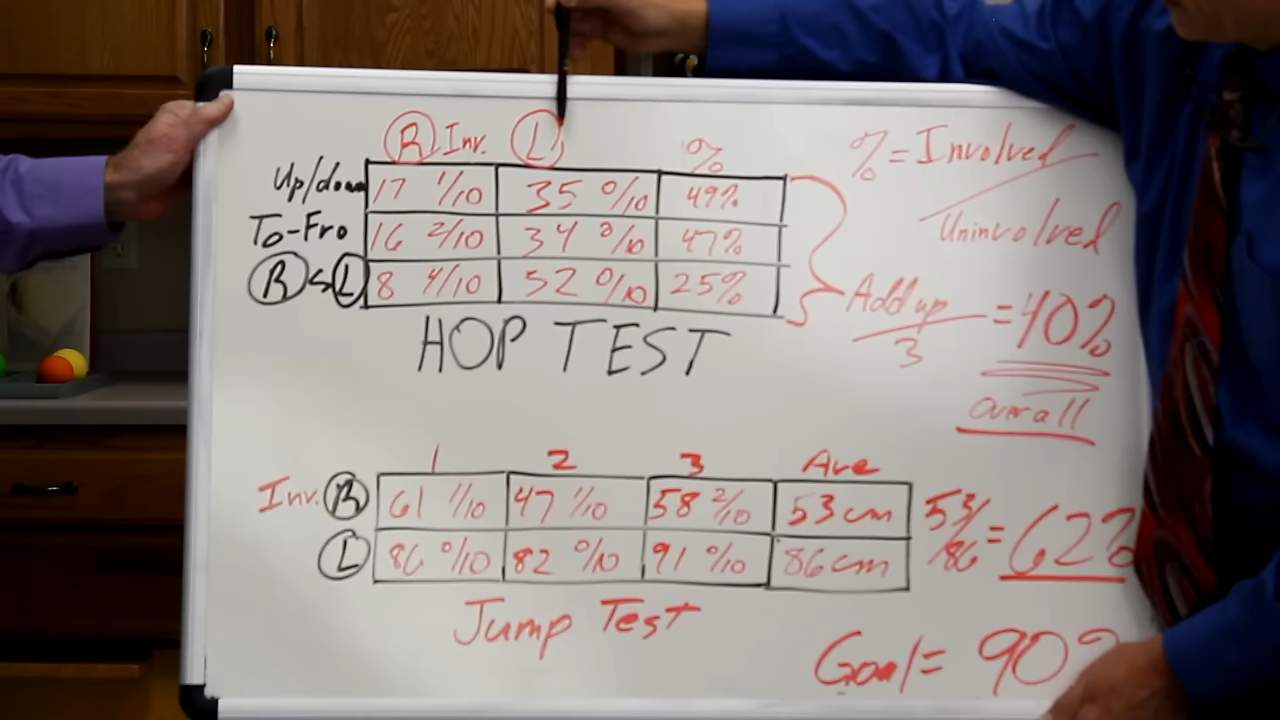 R Inv. L %
Up/down 17 1/10 35 0/10 49%
To-Fro 16 2/10 34 0/10 47%
R L 8 4/10 52 0/10 25%
HOP TEST
% = Involved
Uninvolved
Add up
3
= 40%
Overall
1 2 3 Ave
Inv. R 61 1/10 47 1/10 58 2/10 53 cm
L 86 0/10 82 0/10 91 0/10 86 cm
53/86 = 62%
Jump Test
Goal = 90%